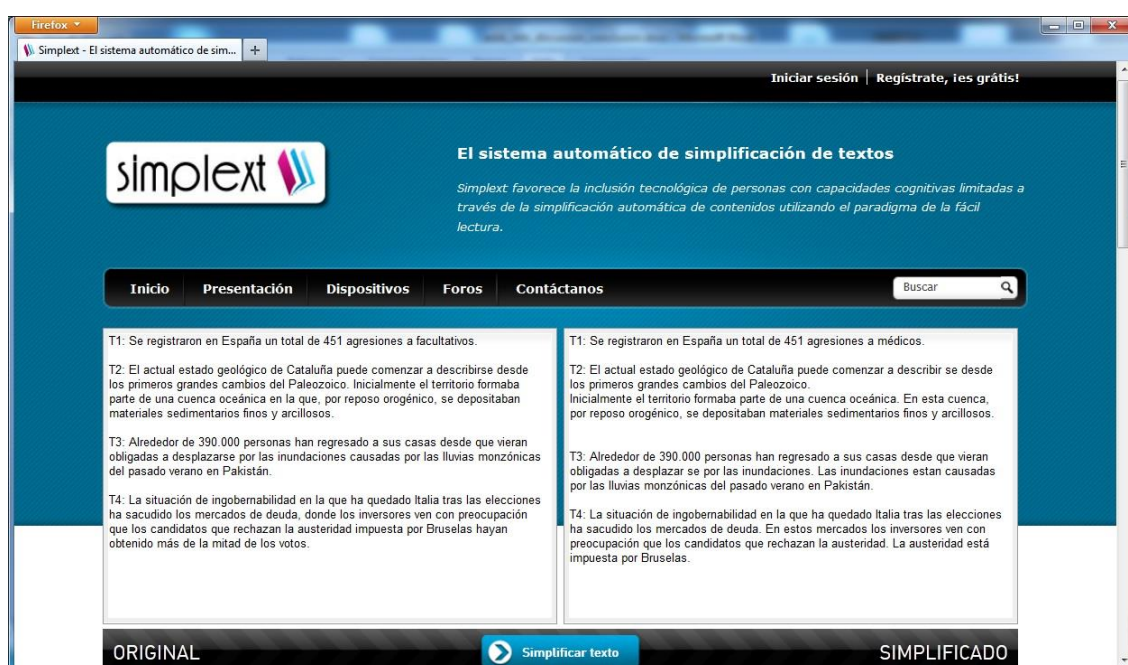 Firefox
Simplext - El sistema automático de sim...
Iniciar sesión | Regístrate, ¡es grátis!
simplext
El sistema automático de simplificación de textos
Simplext favorece la inclusión tecnológica de personas con capacidades cognitivas limitadas a
través de la simplificación automática de contenidos utilizando el paradigma de la fácil
lectura.
Inicio Presentación Dispositivos Foros Contáctanos Buscar
T1: Se registraron en España un total de 451 agresiones a facultativos.
T2: El actual estado geológico de Cataluña puede comenzar a describirse desde
los primeros grandes cambios del Paleozoico. Inicialmente el territorio formaba
parte de una cuenca oceánica en la que, por reposo orogénico, se depositaban
materiales sedimentarios finos y arcillosos.
T3: Alrededor de 390.000 personas han regresado a sus casas desde que vieran
obligadas a desplazarse por las inundaciones causadas por las lluvias monzónicas
del pasado verano en Pakistán.
T4: La situación de ingobernabilidad en la que ha quedado Italia tras las elecciones
ha sacudido los mercados de deuda, donde los inversores ven con preocupación
que los candidatos que rechazan la austeridad impuesta por Bruselas hayan
obtenido más de la mitad de los votos.
T1: Se registraron en España un total de 451 agresiones a médicos.
T2: El actual estado geológico de Cataluña puede comenzar a describir se desde
los primeros grandes cambios del Paleozoico.
Inicialmente el territorio formaba parte de una cuenca oceánica. En esta cuenca,
por reposo orogénico, se depositaban materiales sedimentarios finos y arcillosos.
T3: Alrededor de 390.000 personas han regresado a sus casas desde que vieran
obligadas a desplazar se por las inundaciones. Las inundaciones estan causadas
por las lluvias monzónicas del pasado verano en Pakistán.
T4: La situación de ingobernabilidad en la que ha quedado Italia tras las elecciones
ha sacudido los mercados de deuda. En estos mercados los inversores ven con
preocupación que los candidatos que rechazan la austeridad. La austeridad está
impuesta por Bruselas.
ORIGINAL Simplificar texto SIMPLIFICADO